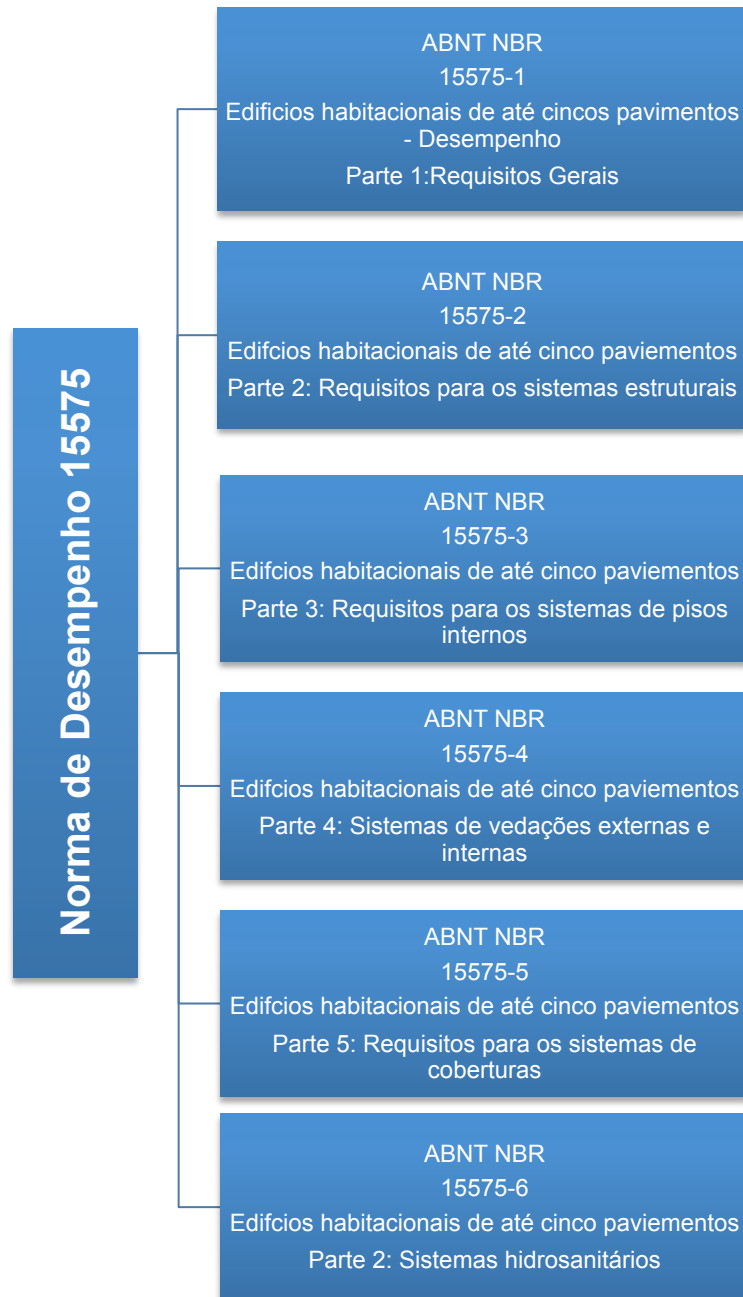 Norma de Desempenho 15575
ABNT NBR
15575-1
Edificios habitacionais de até cincos pavimentos
- Desempenho
Parte 1:Requisitos Gerais
ABNT NBR
15575-2
Edifcios habitacionais de até cinco paviementos
Parte 2: Requisitos para os sistemas estruturais
ABNT NBR
15575-3
Edifcios habitacionais de até cinco paviementos
Parte 3: Requisitos para os sistemas de pisos
internos
ABNT NBR
15575-4
Edifcios habitacionais de até cinco paviementos
Parte 4: Sistemas de vedações externas e
internas
ABNT NBR
15575-5
Edifcios habitacionais de até cinco paviementos
Parte 5: Requisitos para os sistemas de
coberturas
ABNT NBR
15575-6
Edifcios habitacionais de até cinco paviementos
Parte 2: Sistemas hidrosanitários